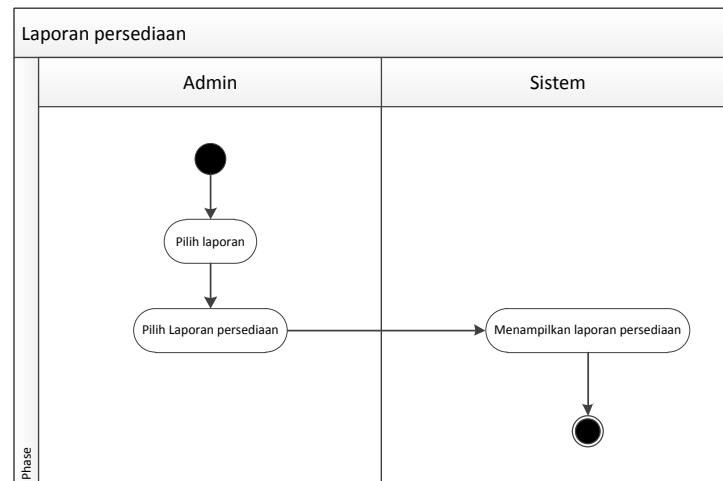 Laporan persediaan
Admin
Sistem
Pilih laporan
Pilih Laporan persediaan
Menampilkan laporan persediaan
Phase